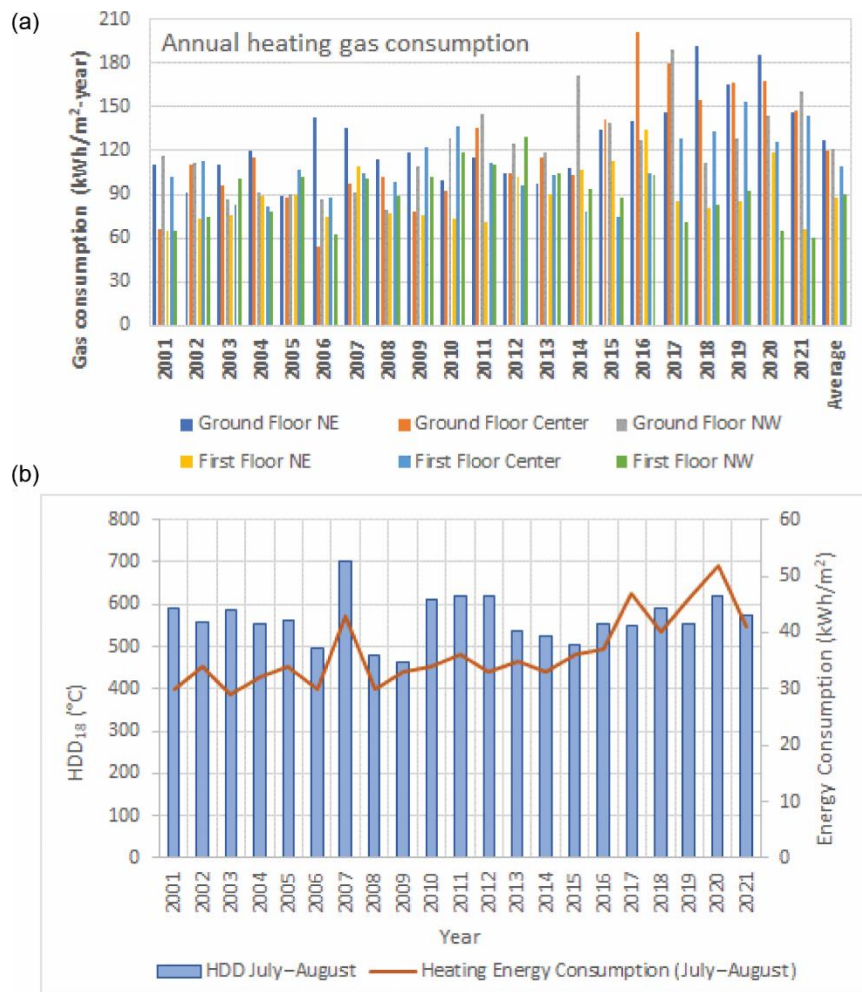 (a)
Annual heating gas consumption
Gas consumption (kWh/m²-year)
210
180
150
120
90
60
30
0
2001 2002 2003 2004 2005 2006 2007 2008 2009 2010 2011 2012 2013 2014 2015 2016 2017 2018 2019 2020 2021 Average
Ground Floor NE Ground Floor Center Ground Floor NW
First Floor NE First Floor Center First Floor NW
(b)
HDD₁₈ (°C)
800
700
600
500
400
300
200
100
0
60
50
40
30
20
10
0
Energy Consumption (kWh/m²)
2001 2002 2003 2004 2005 2006 2007 2008 2009 2010 2011 2012 2013 2014 2015 2016 2017 2018 2019 2020 2021
Year
HDD July–August Heating Energy Consumption (July–August)